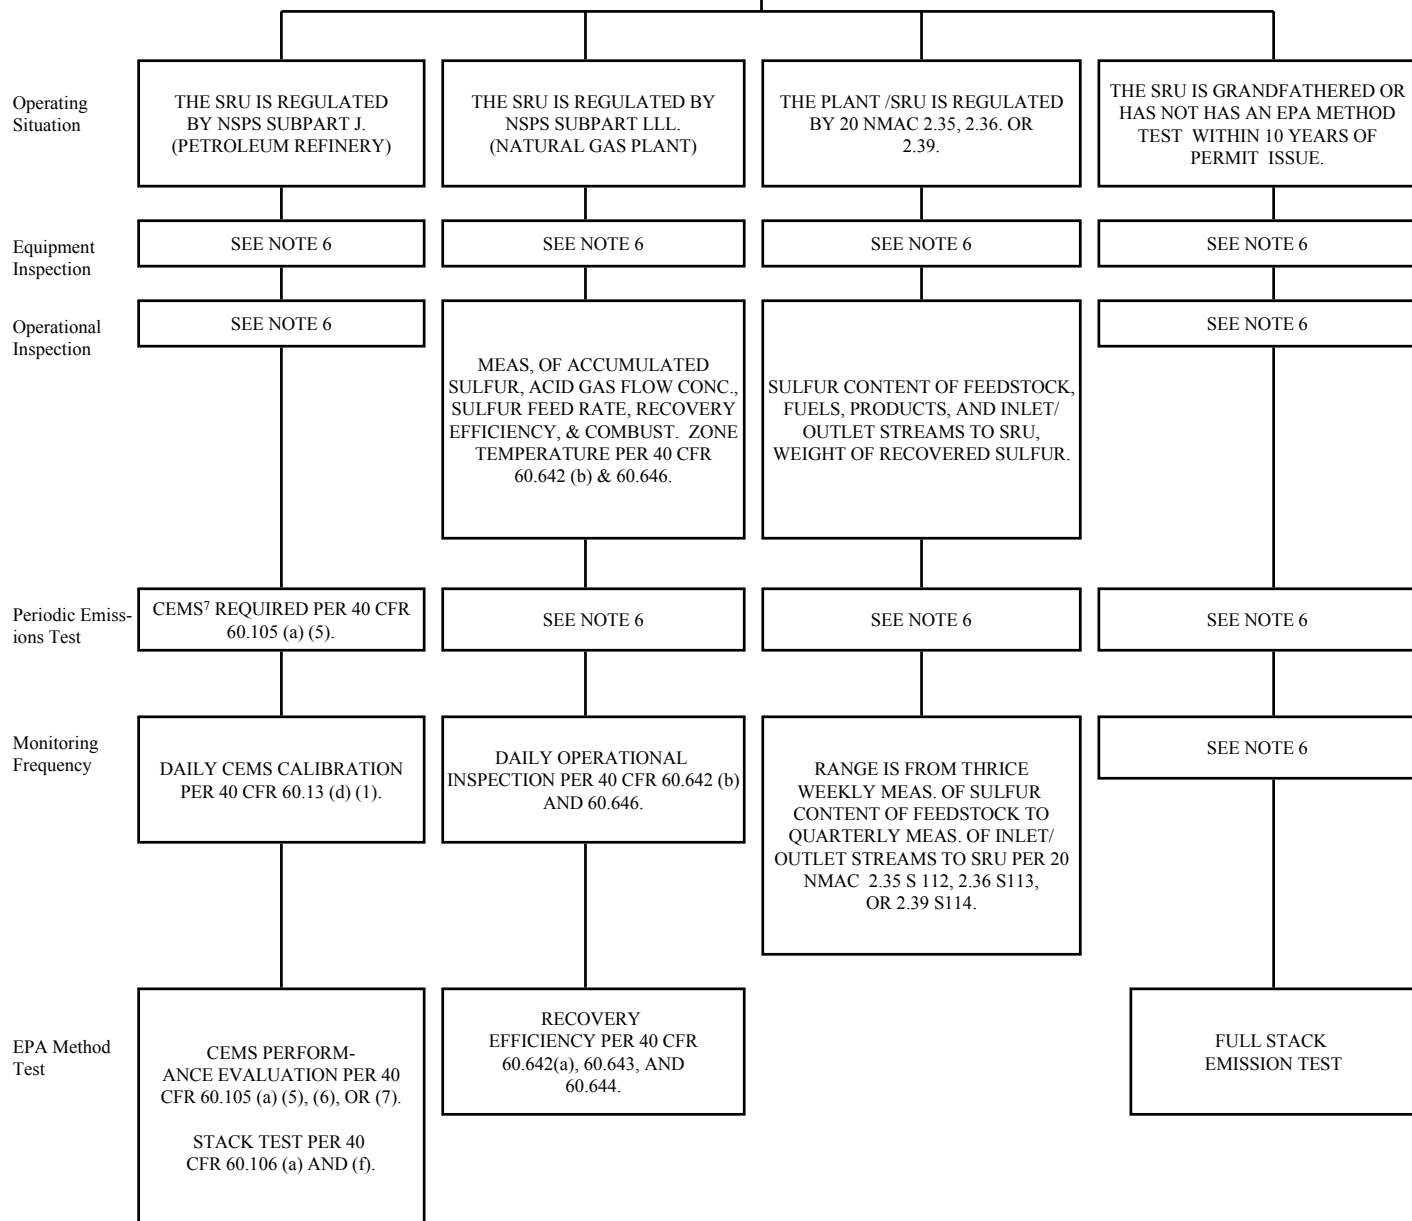 Operating
Situation
THE SRU IS REGULATED
BY NSPS SUBPART J.
(PETROLEUM REFINERY)
THE SRU IS REGULATED BY
NSPS SUBPART LLL.
(NATURAL GAS PLANT)
THE PLANT /SRU IS REGULATED
BY 20 NMAC 2.35, 2.36. OR
2.39.
THE SRU IS GRANDFATHERED OR
HAS NOT HAS AN EPA METHOD
TEST WITHIN 10 YEARS OF
PERMIT ISSUE.
Equipment
Inspection
SEE NOTE 6
SEE NOTE 6
SEE NOTE 6
SEE NOTE 6
Operational
Inspection
SEE NOTE 6
MEAS, OF ACCUMULATED
SULFUR, ACID GAS FLOW CONC.,
SULFUR FEED RATE, RECOVERY
EFFICIENCY, & COMBUST. ZONE
TEMPERATURE PER 40 CFR
60.642 (b) & 60.646.
SULFUR CONTENT OF FEEDSTOCK,
FUELS, PRODUCTS, AND INLET/
OUTLET STREAMS TO SRU,
WEIGHT OF RECOVERED SULFUR.
SEE NOTE 6
Periodic Emiss-
ions Test
CEMS⁷ REQUIRED PER 40 CFR
60.105 (a) (5).
SEE NOTE 6
SEE NOTE 6
SEE NOTE 6
Monitoring
Frequency
DAILY CEMS CALIBRATION
PER 40 CFR 60.13 (d) (1).
DAILY OPERATIONAL
INSPECTION PER 40 CFR 60.642 (b)
AND 60.646.
RANGE IS FROM THRICE
WEEKLY MEAS. OF SULFUR
CONTENT OF FEEDSTOCK TO
QUARTERLY MEAS. OF INLET/
OUTLET STREAMS TO SRU PER 20
NMAC 2.35 S 112, 2.36 S113,
OR 2.39 S114.
SEE NOTE 6
EPA Method
Test
CEMS PERFORM-
ANCE EVALUATION PER 40
CFR 60.105 (a) (5), (6), OR (7).
STACK TEST PER 40
CFR 60.106 (a) AND (f).
RECOVERY
EFFICIENCY PER 40 CFR
60.642(a), 60.643, AND
60.644.
FULL STACK
EMISSION TEST